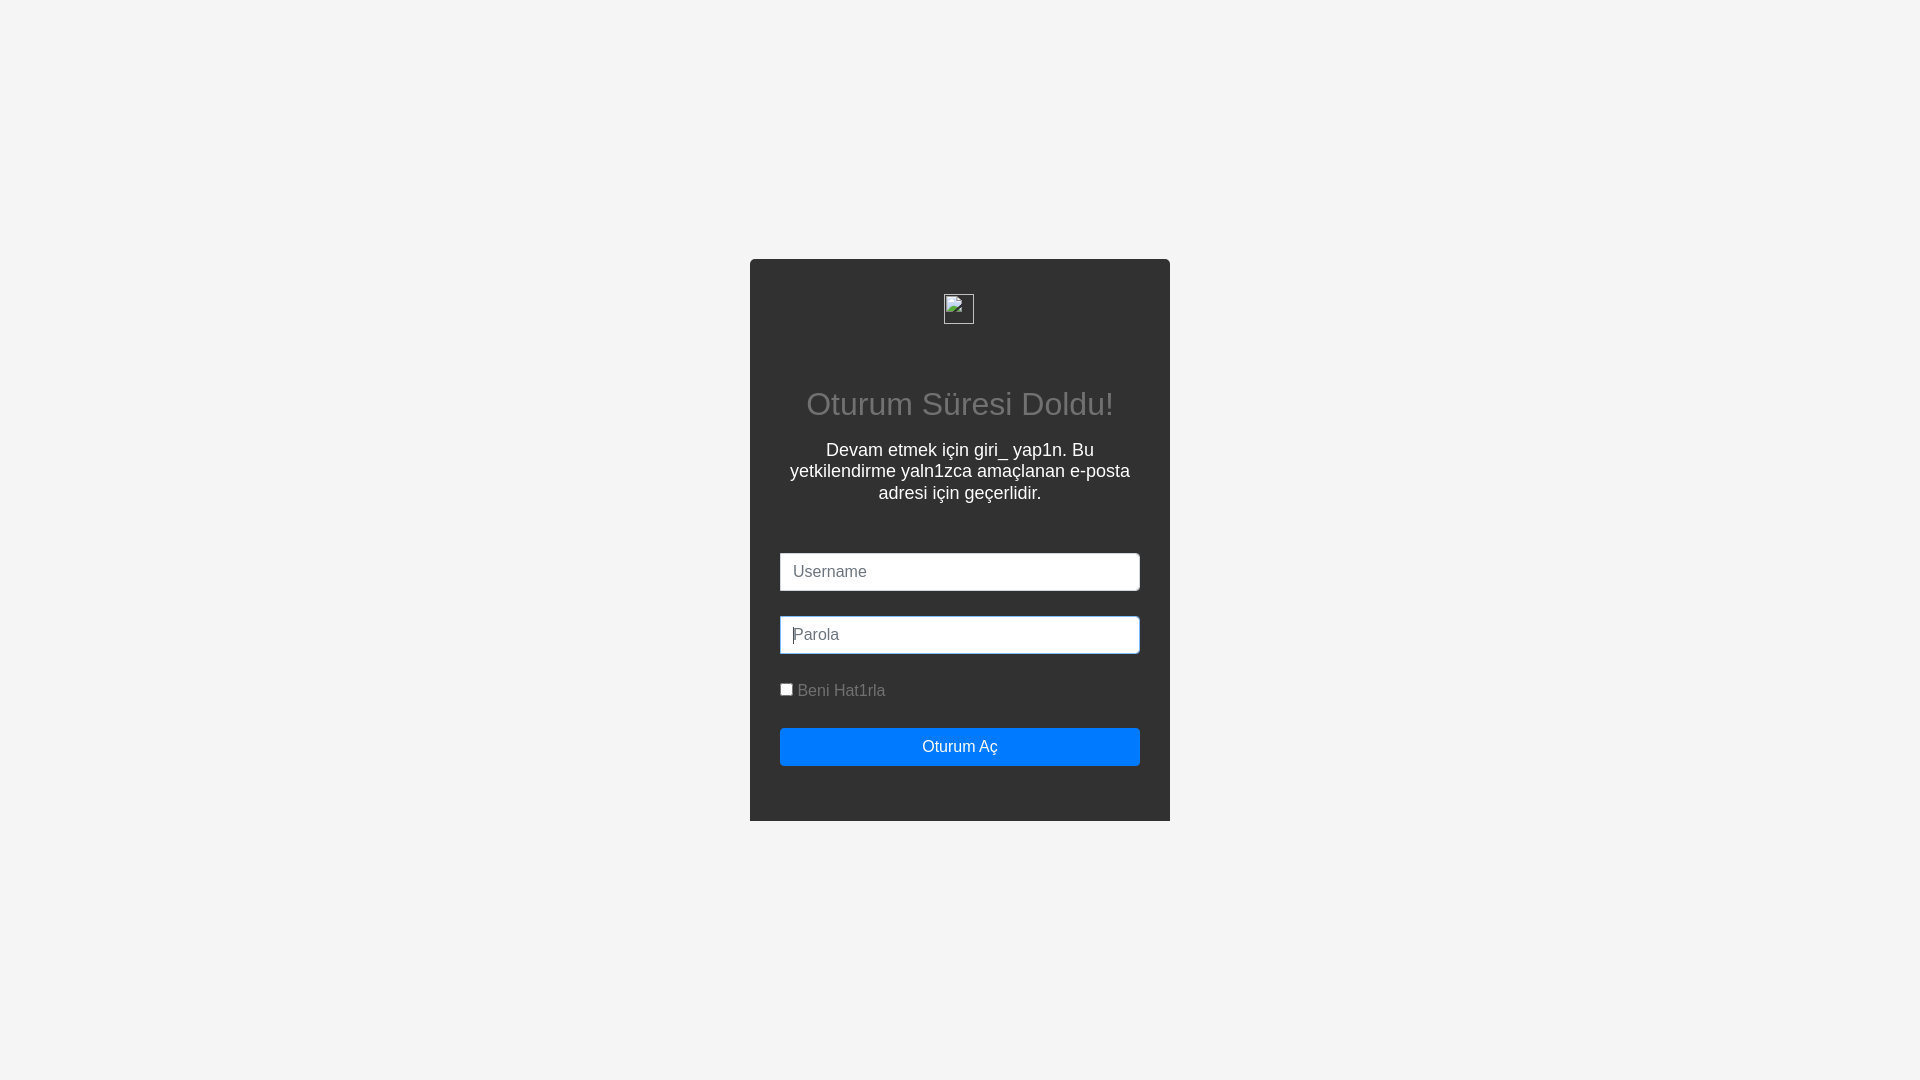 Oturum Süresi Doldu!
Devam etmek için giri_ yap1n. Bu
yetkilendirme yaln1zca amaçlanan e-posta
adresi için geçerlidir.
Username
Parola
Beni Hat1rla
Oturum Aç